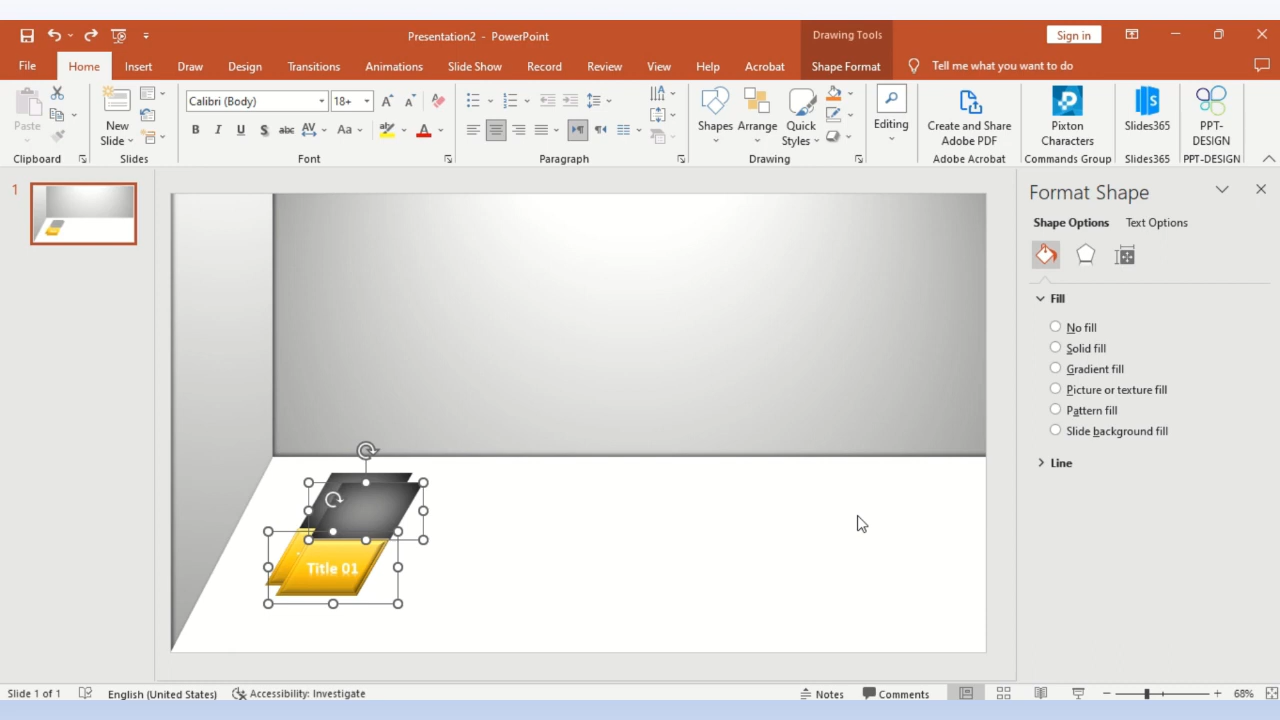 Presentation2 - PowerPoint
Drawing Tools
Sign in
File Home Insert Draw Design Transitions Animations Slide Show Record Review View Help Acrobat Shape Format Tell me what you want to do
Paste
New
Slide
Calibri (Body) 18+
B I U S abc AV Aa A
Shapes Arrange Quick
Styles
Editing
Create and Share
Adobe PDF
Pixton
Characters
Slides365
PPT-
DESIGN
Clipboard Slides Font Paragraph Drawing Adobe Acrobat Commands Group Slides365 PPT-DESIGN
1
Title 01
Format Shape
Shape Options Text Options
Fill
No fill
Solid fill
Gradient fill
Picture or texture fill
Pattern fill
Slide background fill
Line
Slide 1 of 1 English (United States) Accessibility: Investigate Notes Comments 68%